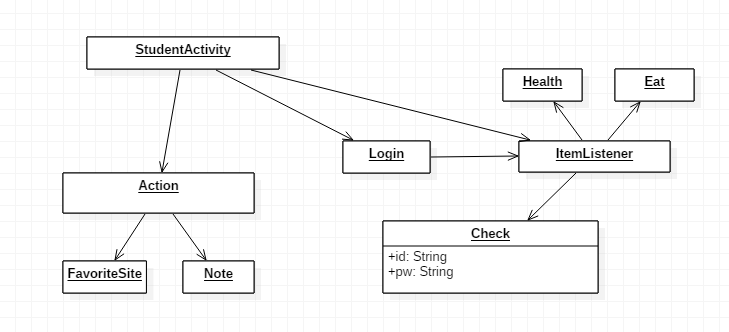 StudentActivity
Health
Eat
Login
ItemListener
Action
Check
+id: String
+pw: String
FavoriteSite
Note